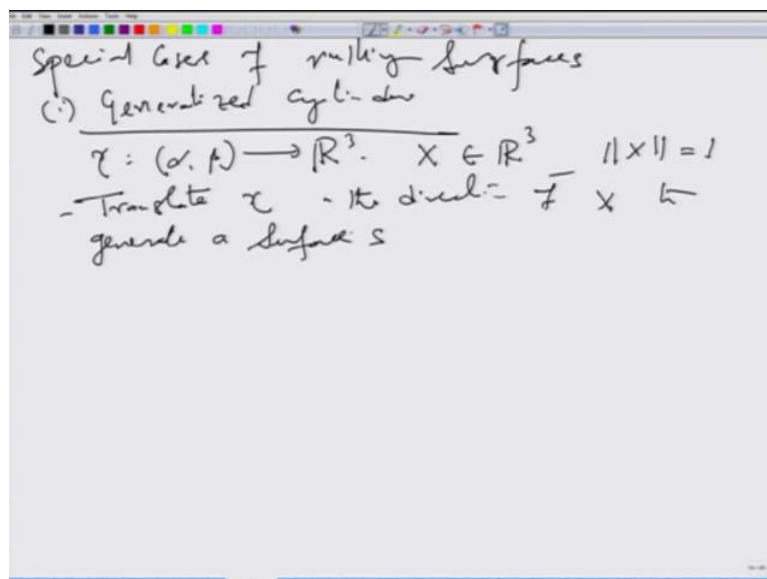 Special Cases of ruling Surfaces
(i) Generalized cylinder
γ : (α, β) → ℝ³. X ∈ ℝ³ ||X|| = 1
- Translate γ in the direction of X to
generate a surface S